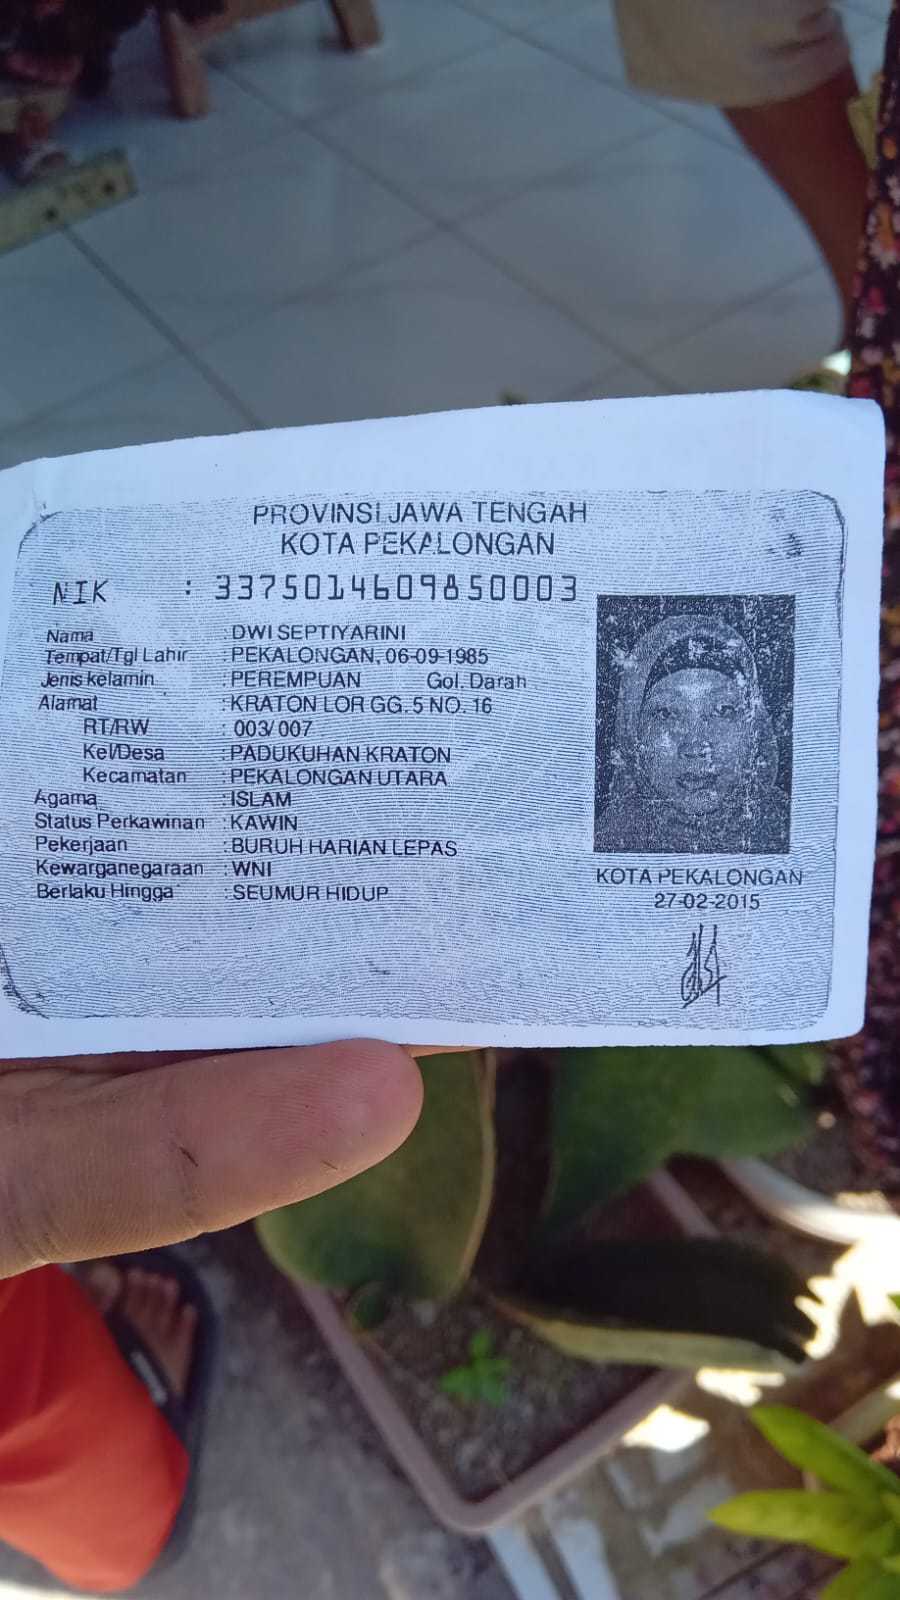 PROVINSI JAWA TENGAH
KOTA PEKALONGAN
NIK : 3375014609850003
Nama : DWI SEPTIYARINI
Tempat/Tgl Lahir : PEKALONGAN, 06-09-1985
Jenis kelamin : PEREMPUAN Gol. Darah
Alamat : KRATON LOR GG. 5 NO. 16
RT/RW : 003/007
Kel/Desa : PADUKUHAN KRATON
Kecamatan : PEKALONGAN UTARA
Agama : ISLAM
Status Perkawinan : KAWIN
Pekerjaan : BURUH HARIAN LEPAS
Kewarganegaraan : WNI
Berlaku Hingga : SEUMUR HIDUP
KOTA PEKALONGAN
27-02-2015